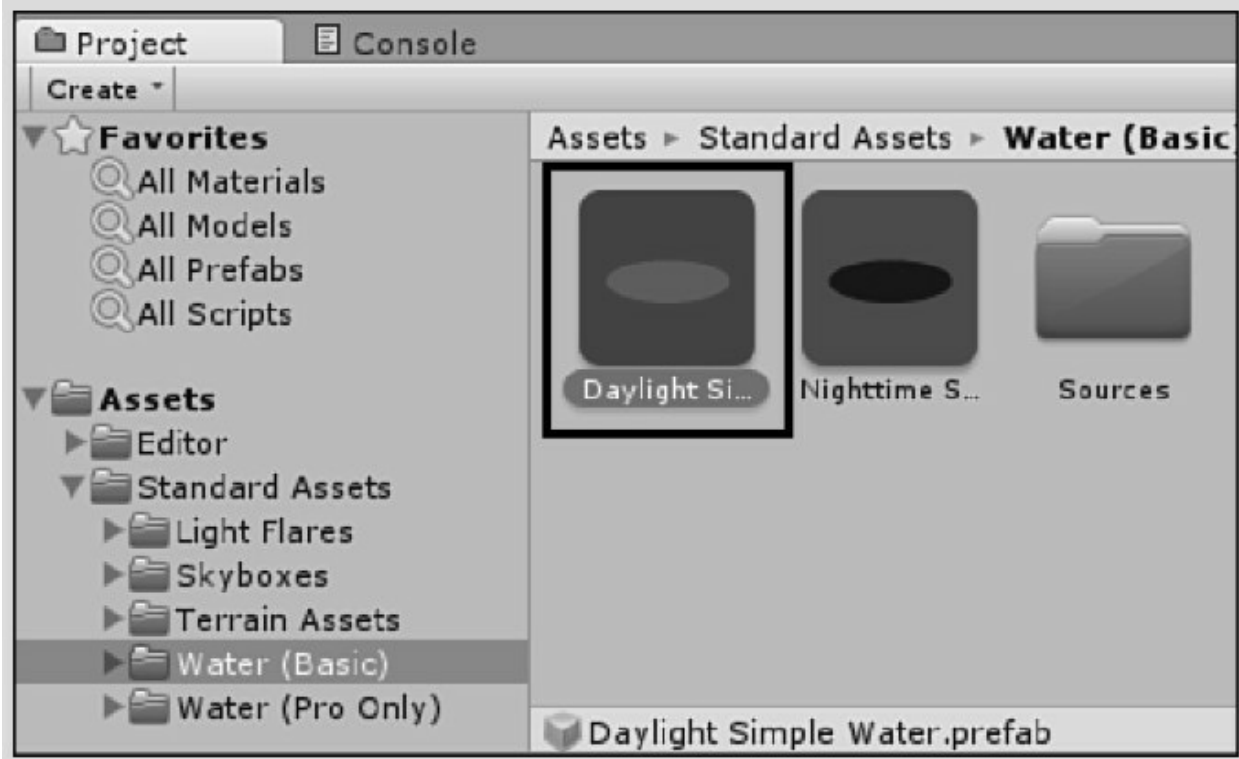 Project
Console
Create
Favorites
All Materials
All Models
All Prefabs
All Scripts
Assets
Editor
Standard Assets
Light Flares
Skyboxes
Terrain Assets
Water (Basic)
Water (Pro Only)
Assets ▸ Standard Assets ▸ Water (Basic)
Daylight Si...
Nighttime S...
Sources
Daylight Simple Water.prefab